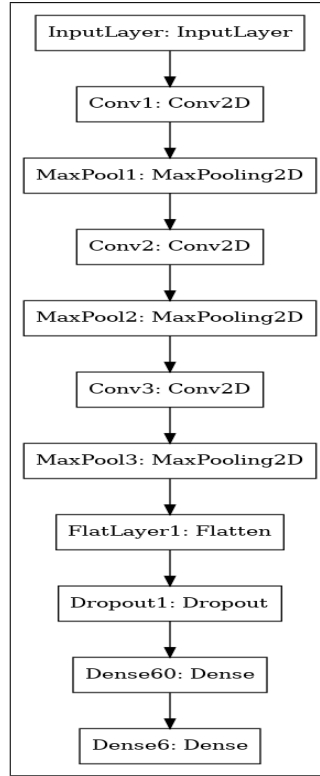 InputLayer: InputLayer
Conv1: Conv2D
MaxPool1: MaxPooling2D
Conv2: Conv2D
MaxPool2: MaxPooling2D
Conv3: Conv2D
MaxPool3: MaxPooling2D
FlatLayer1: Flatten
Dropout1: Dropout
Dense60: Dense
Dense6: Dense